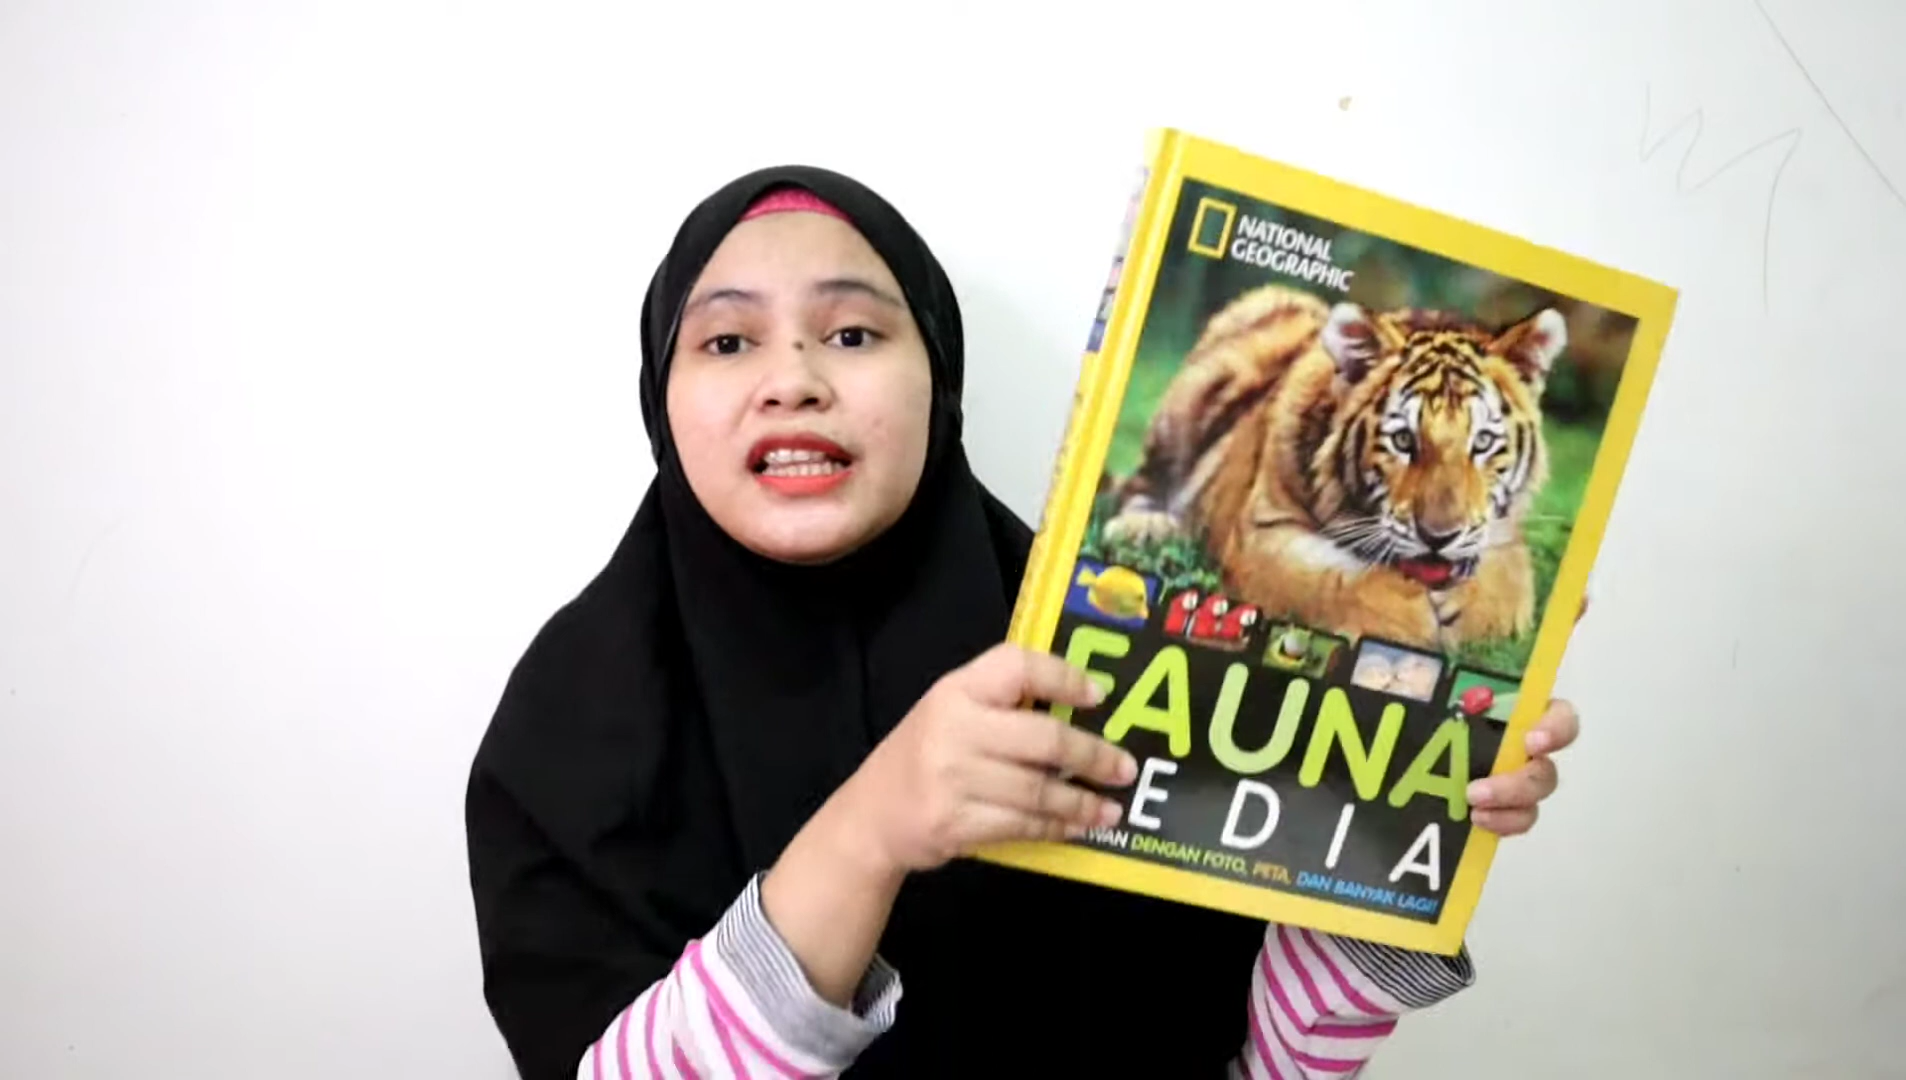 NATIONAL
GEOGRAPHIC
FAUNA
EDIA
DENGAN FOTO, PETA, DAN BANYAK LAGI!